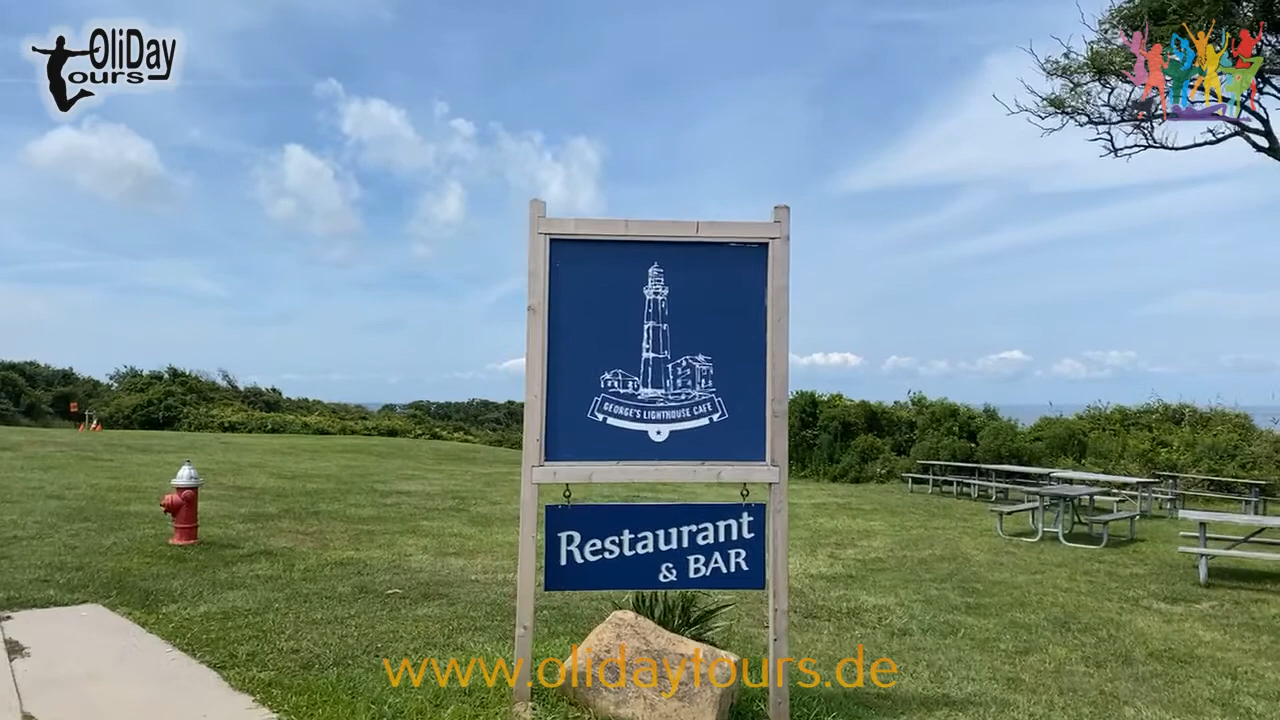 OliDay
Tours
GEORGE'S LIGHTHOUSE CAFE
Restaurant
& BAR
www.olidaytours.de